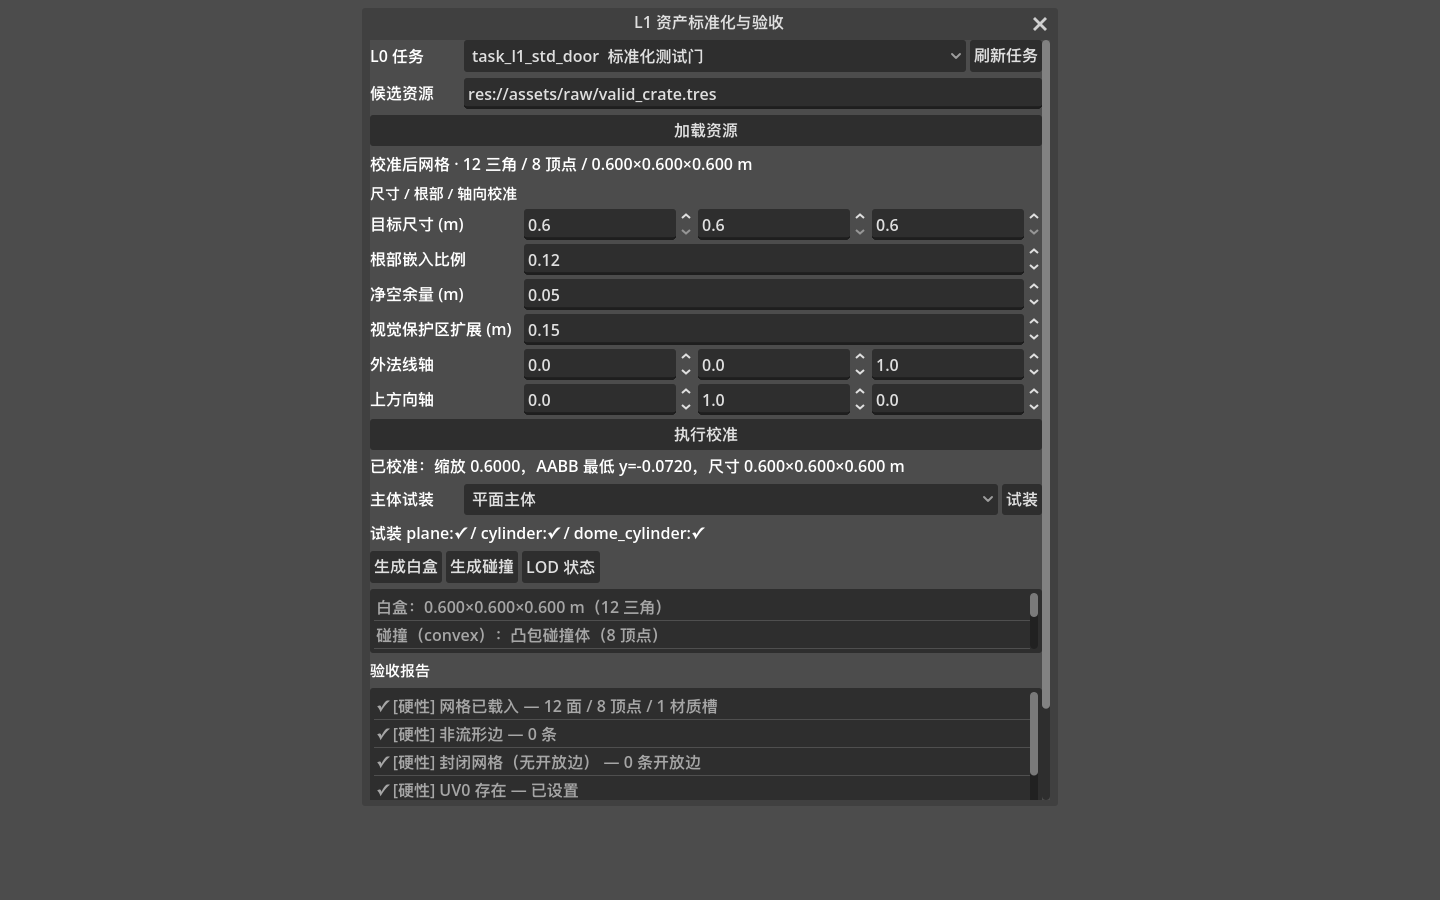 L1 资产标准化与验收
L0 任务 task_l1_std_door 标准化测试门 刷新任务
候选资源 res://assets/raw/valid_crate.tres
加载资源
校准后网格 · 12 三角 / 8 顶点 / 0.600×0.600×0.600 m
尺寸 / 根部 / 轴向校准
目标尺寸 (m) 0.6 0.6 0.6
根部嵌入比例 0.12
净空余量 (m) 0.05
视觉保护区扩展 (m) 0.15
外法线轴 0.0 0.0 1.0
上方向轴 0.0 1.0 0.0
执行校准
已校准：缩放 0.6000，AABB 最低 y=-0.0720，尺寸 0.600×0.600×0.600 m
主体试装 平面主体 试装
试装 plane:✓ / cylinder:✓ / dome_cylinder:✓
生成白盒 生成碰撞 LOD 状态
白盒：0.600×0.600×0.600 m（12 三角）
碰撞（convex）：凸包碰撞体（8 顶点）
验收报告
✓ [硬性] 网格已载入 — 12 面 / 8 顶点 / 1 材质槽
✓ [硬性] 非流形边 — 0 条
✓ [硬性] 封闭网格（无开放边） — 0 条开放边
✓ [硬性] UV0 存在 — 已设置